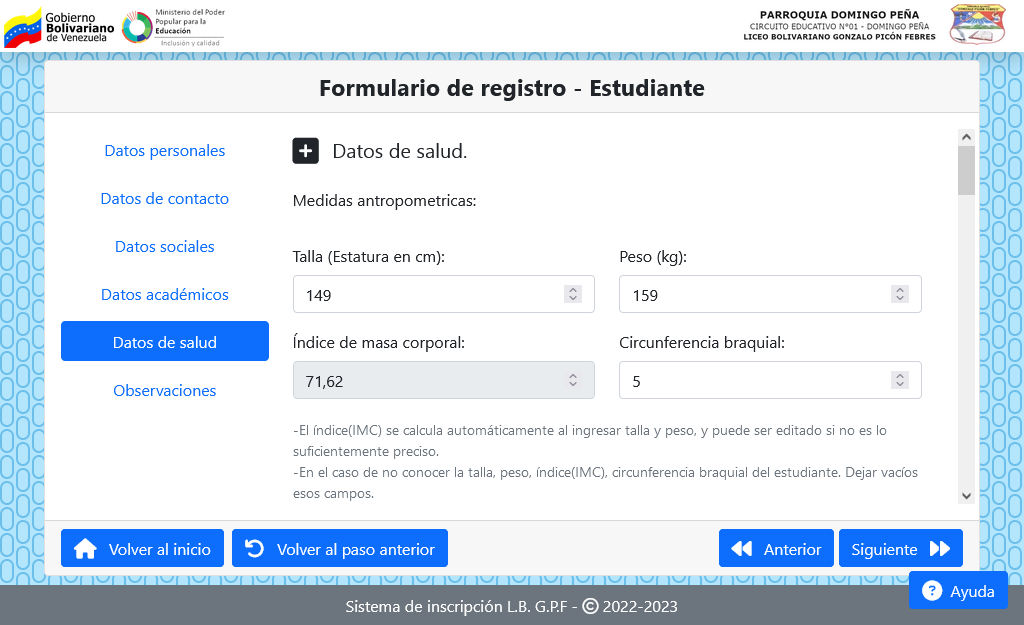 Gobierno
Bolivariano
de Venezuela
Ministerio del Poder
Popular para la
Educación
Inclusión y calidad
PARROQUIA DOMINGO PEÑA
CIRCUITO EDUCATIVO N°01 - DOMINGO PEÑA
LICEO BOLIVARIANO GONZALO PICÓN FEBRES
Formulario de registro - Estudiante
Datos personales
Datos de contacto
Datos sociales
Datos académicos
Datos de salud
Observaciones
Datos de salud.
Medidas antropometricas:
Talla (Estatura en cm):
Peso (kg):
149
159
Índice de masa corporal:
Circunferencia braquial:
71,62
5
-El índice(IMC) se calcula automáticamente al ingresar talla y peso, y puede ser editado si no es lo
suficientemente preciso.
-En el caso de no conocer la talla, peso, índice(IMC), circunferencia braquial del estudiante. Dejar vacíos
esos campos.
Volver al inicio
Volver al paso anterior
Anterior
Siguiente
Ayuda
Sistema de inscripción L.B. G.P.F - © 2022-2023